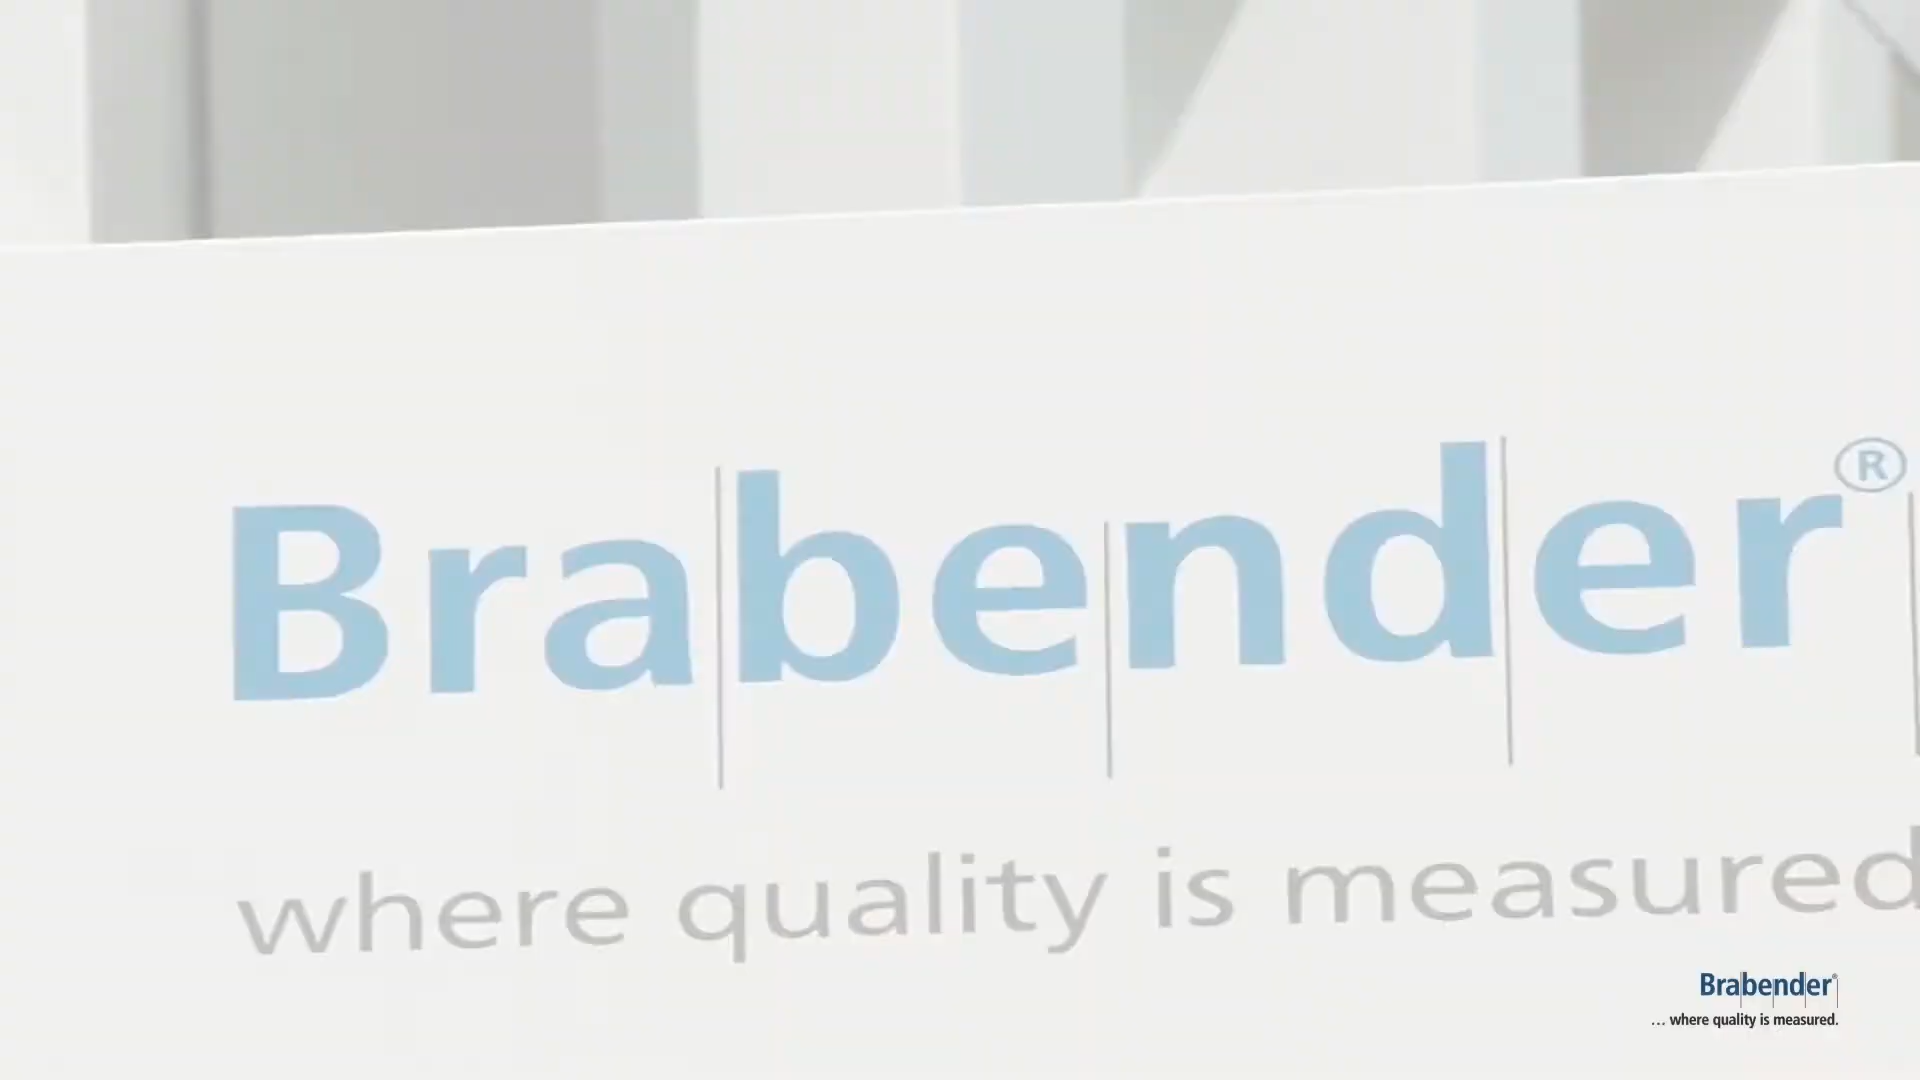 Brabender®
where quality is measured
Brabender®
... where quality is measured.